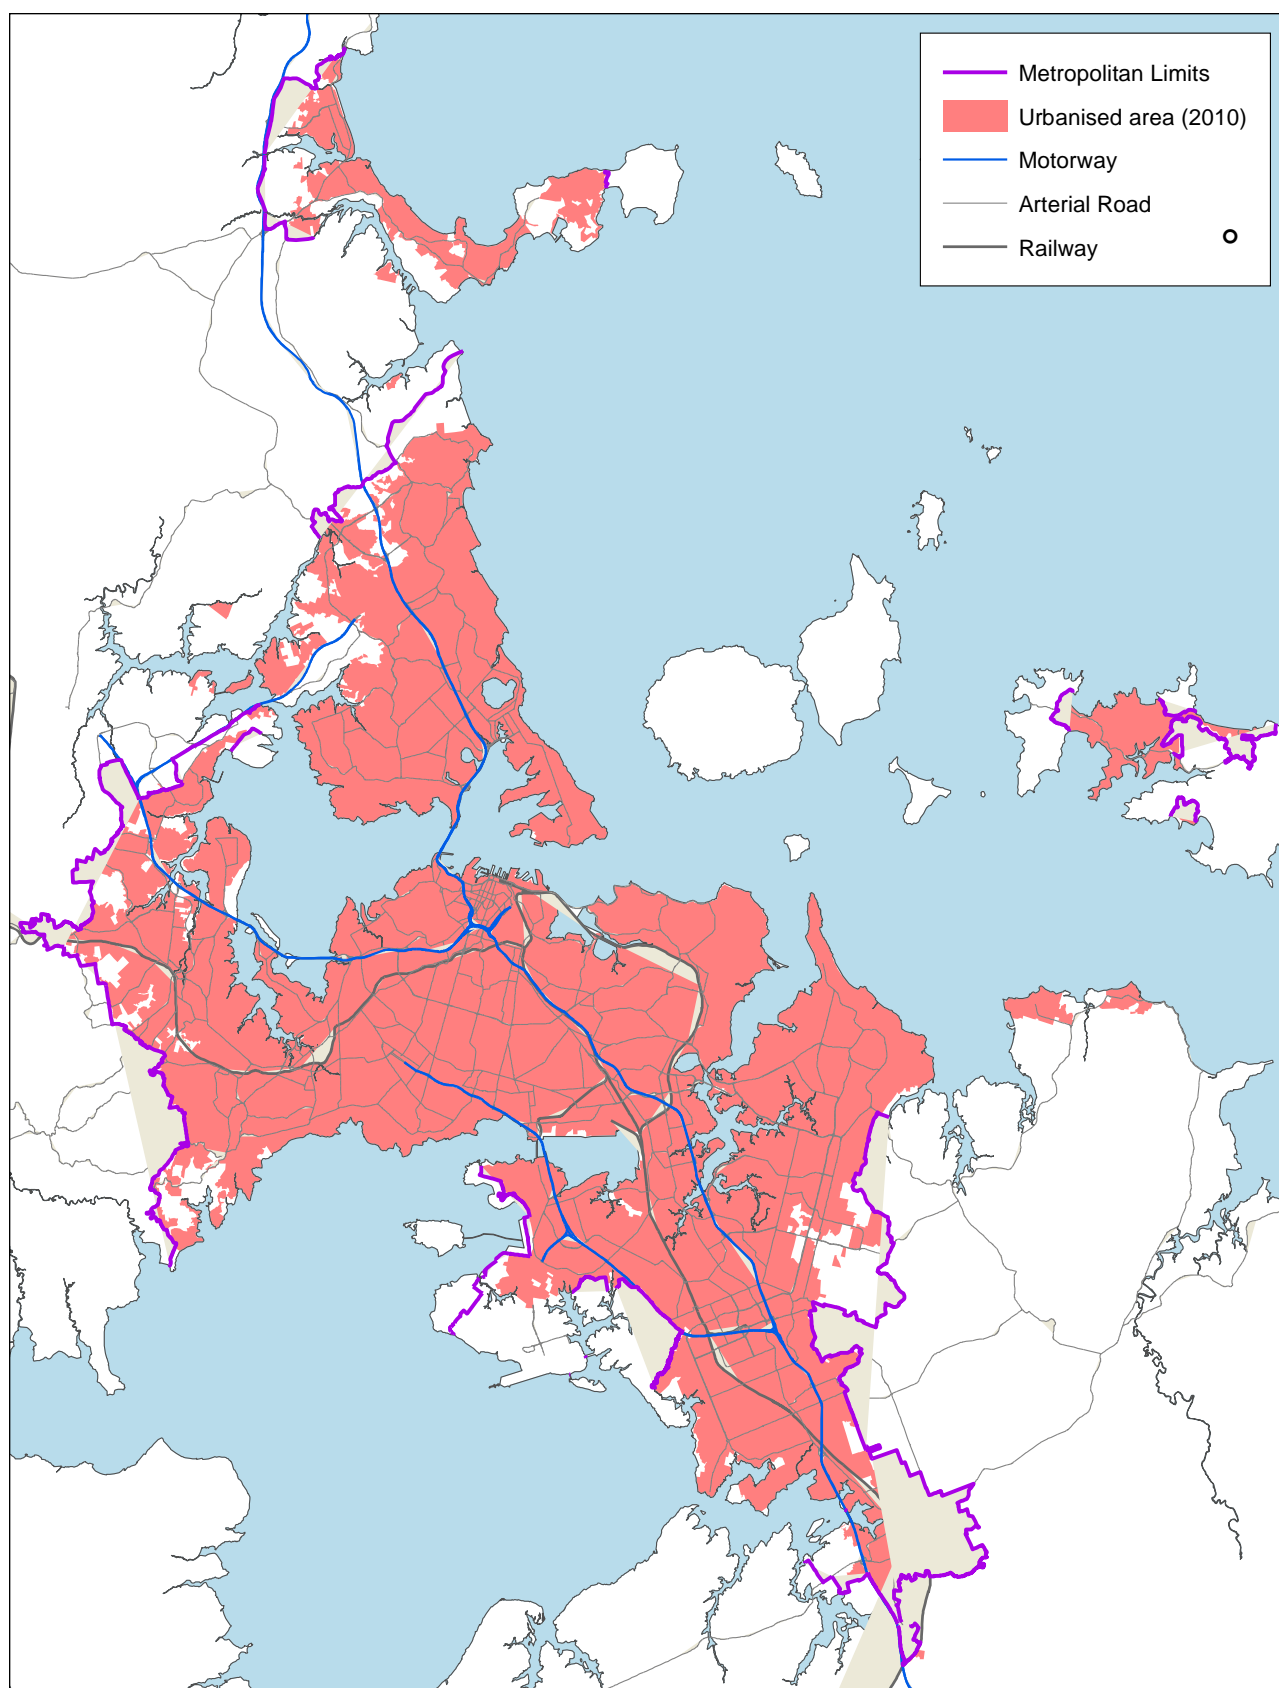 Metropolitan Limits
Urbanised area (2010)
Motorway
Arterial Road
Railway